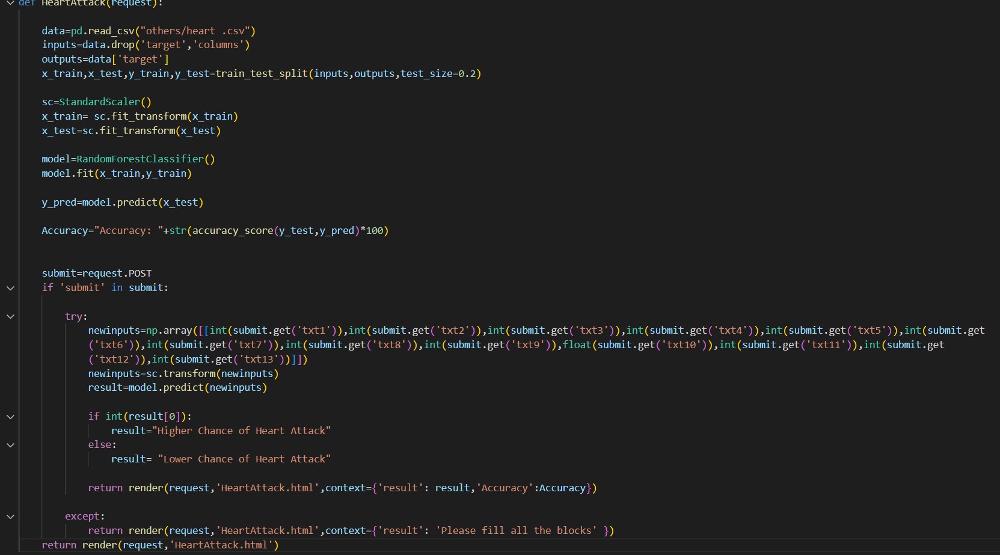 def HeartAttack(request):
data=pd.read_csv("others/heart .csv")
inputs=data.drop('target','columns')
outputs=data['target']
x_train,x_test,y_train,y_test=train_test_split(inputs,outputs,test_size=0.2)
sc=StandardScaler()
x_train= sc.fit_transform(x_train)
x_test=sc.fit_transform(x_test)
model=RandomForestClassifier()
model.fit(x_train,y_train)
y_pred=model.predict(x_test)
Accuracy="Accuracy: "+str(accuracy_score(y_test,y_pred)*100)
submit=request.POST
if 'submit' in submit:
try:
newinputs=np.array([[int(submit.get('txt1')),int(submit.get('txt2')),int(submit.get('txt3')),int(submit.get('txt4')),int(submit.get('txt5')),int(submit.get
('txt6')),int(submit.get('txt7')),int(submit.get('txt8')),int(submit.get('txt9')),float(submit.get('txt10')),int(submit.get('txt11')),int(submit.get
('txt12')),int(submit.get('txt13'))]])
newinputs=sc.transform(newinputs)
result=model.predict(newinputs)
if int(result[0]):
result="Higher Chance of Heart Attack"
else:
result= "Lower Chance of Heart Attack"
return render(request,'HeartAttack.html',context={'result': result,'Accuracy':Accuracy})
except:
return render(request,'HeartAttack.html',context={'result': 'Please fill all the blocks' })
return render(request,'HeartAttack.html')